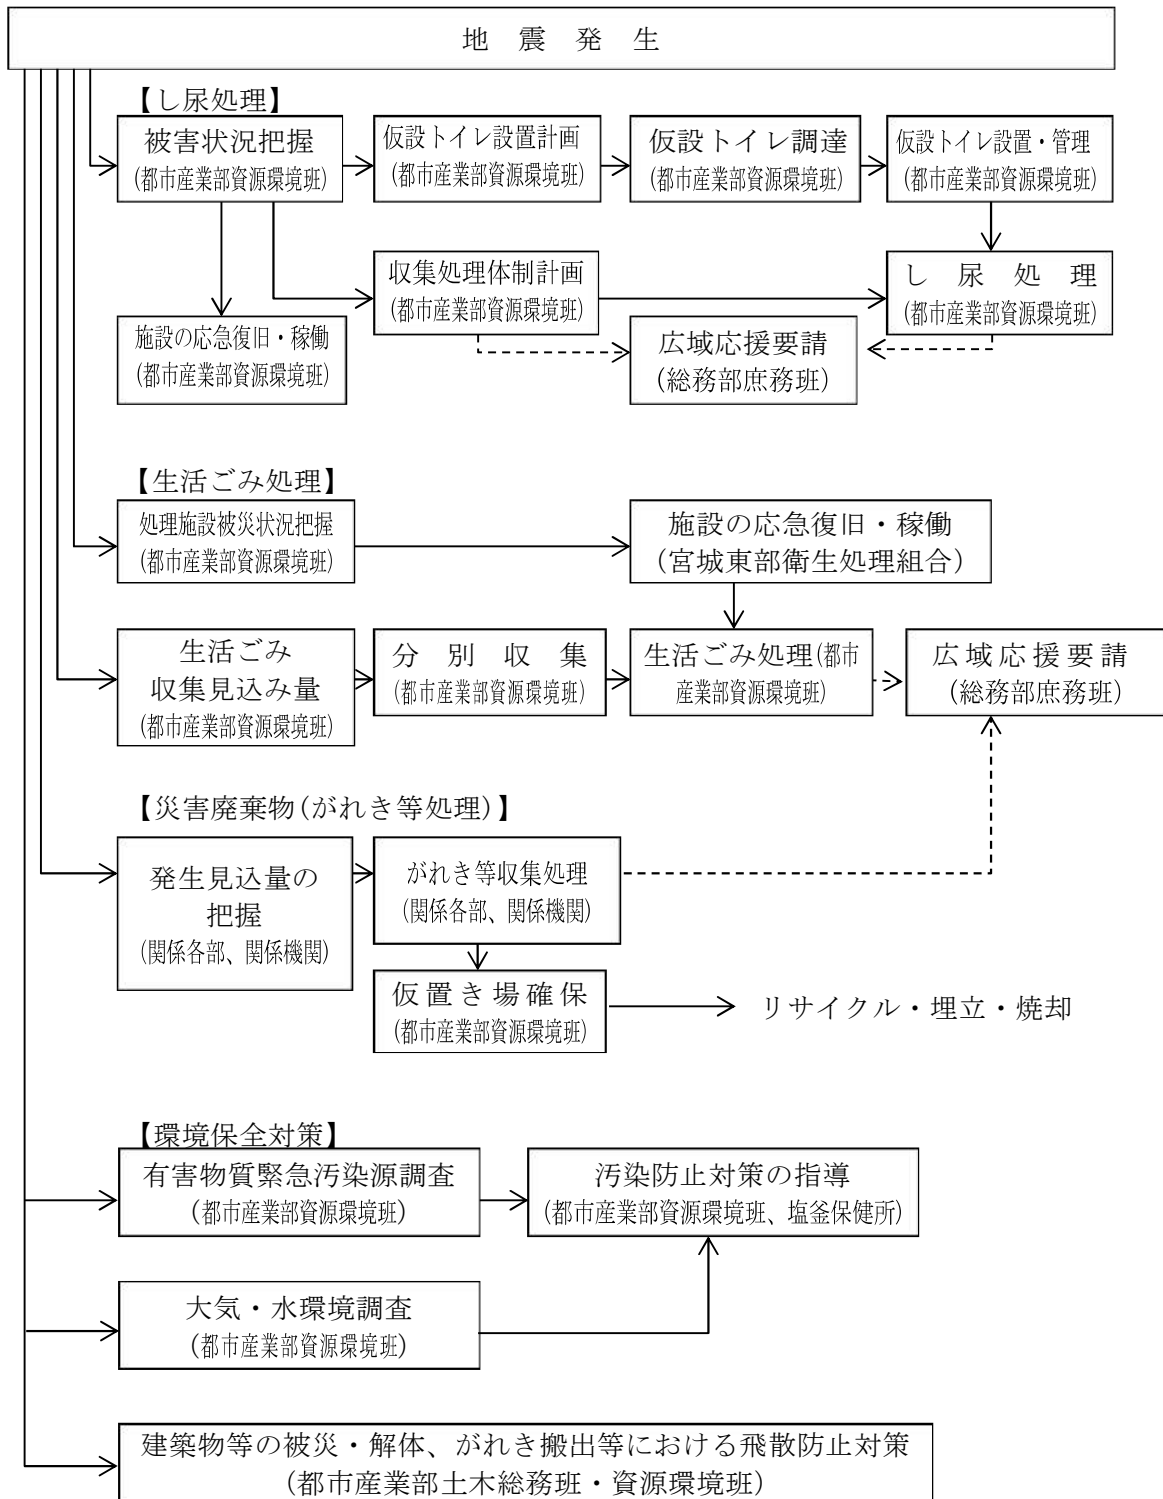 地震発生
【し尿処理】
被害状況把握
(都市産業部資源環境班)
仮設トイレ設置計画
(都市産業部資源環境班)
仮設トイレ調達
(都市産業部資源環境班)
仮設トイレ設置・管理
(都市産業部資源環境班)
収集処理体制計画
(都市産業部資源環境班)
し尿処理
(都市産業部資源環境班)
施設の応急復旧・稼働
(都市産業部資源環境班)
広域応援要請
(総務部庶務班)
【生活ごみ処理】
処理施設被災状況把握
(都市産業部資源環境班)
施設の応急復旧・稼働
(宮城東部衛生処理組合)
生活ごみ
収集見込み量
(都市産業部資源環境班)
分別収集
(都市産業部資源環境班)
生活ごみ処理(都市
産業部資源環境班)
広域応援要請
(総務部庶務班)
【災害廃棄物(がれき等処理)】
発生見込量の
把握
(関係各部、関係機関)
がれき等収集処理
(関係各部、関係機関)
仮置き場確保
(都市産業部資源環境班)
リサイクル・埋立・焼却
【環境保全対策】
有害物質緊急汚染源調査
(都市産業部資源環境班)
汚染防止対策の指導
(都市産業部資源環境班、塩釜保健所)
大気・水環境調査
(都市産業部資源環境班)
建築物等の被災・解体、がれき搬出等における飛散防止対策
(都市産業部土木総務班・資源環境班)